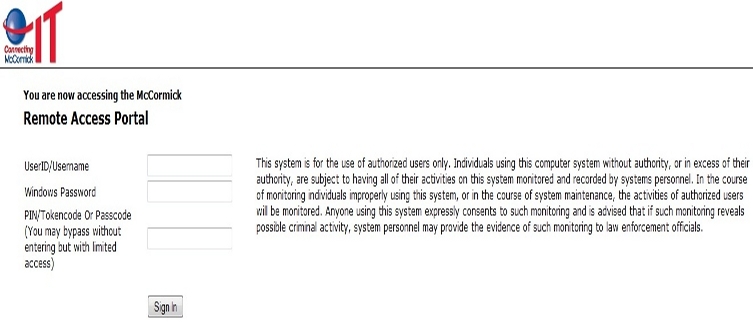 IT
Connecting
McCormick
You are now accessing the McCormick
Remote Access Portal
UserID/Username
Windows Password
PIN/Tokencode Or Passcode
(You may bypass without
entering but with limited
access)
This system is for the use of authorized users only. Individuals using this computer system without authority, or in excess of their
authority, are subject to having all of their activities on this system monitored and recorded by systems personnel. In the course
of monitoring individuals improperly using this system, or in the course of system maintenance, the activities of authorized users
will be monitored. Anyone using this system expressly consents to such monitoring and is advised that if such monitoring reveals
possible criminal activity, system personnel may provide the evidence of such monitoring to law enforcement officials.
Sign In